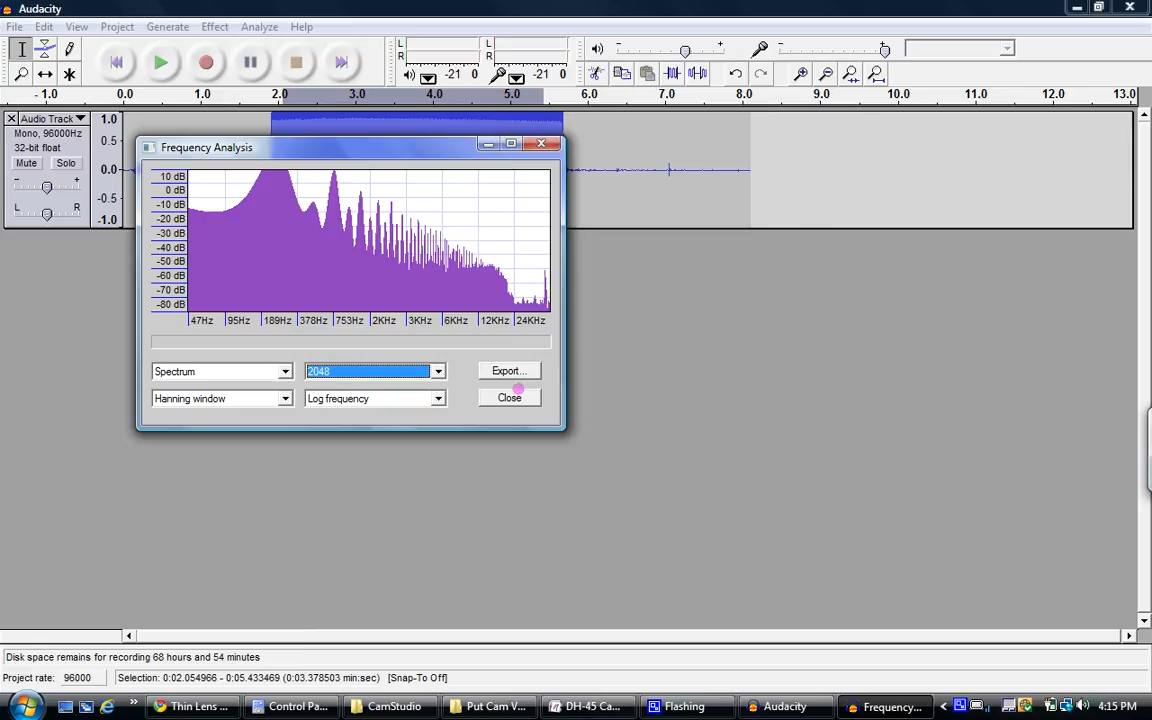 Audacity
File Edit View Project Generate Effect Analyze Help
L R L R
-21 0 -21 0
- 1.0 0.0 1.0 2.0 3.0 4.0 5.0 6.0 7.0 8.0 9.0 10.0 11.0 12.0 13.0
Audio Track
Mono, 96000Hz
32-bit float
Mute Solo
- +
L R
1.0
0.5
0.0
-0.5
-1.0
Frequency Analysis
10 dB
0 dB
-10 dB
-20 dB
-30 dB
-40 dB
-50 dB
-60 dB
-70 dB
-80 dB
47Hz 95Hz 189Hz 378Hz 753Hz 2KHz 3KHz 6KHz 12KHz 24KHz
Spectrum 2048 Export...
Hanning window Log frequency Close
Disk space remains for recording 68 hours and 54 minutes
Project rate: 96000 Selection: 0:02.054966 - 0:05.433469 (0:03.378503 min:sec) [Snap-To Off]
Thin Lens ... Control Pa... CamStudio Put Cam V... DH-45 Ca... Flashing Audacity Frequency... 4:15 PM